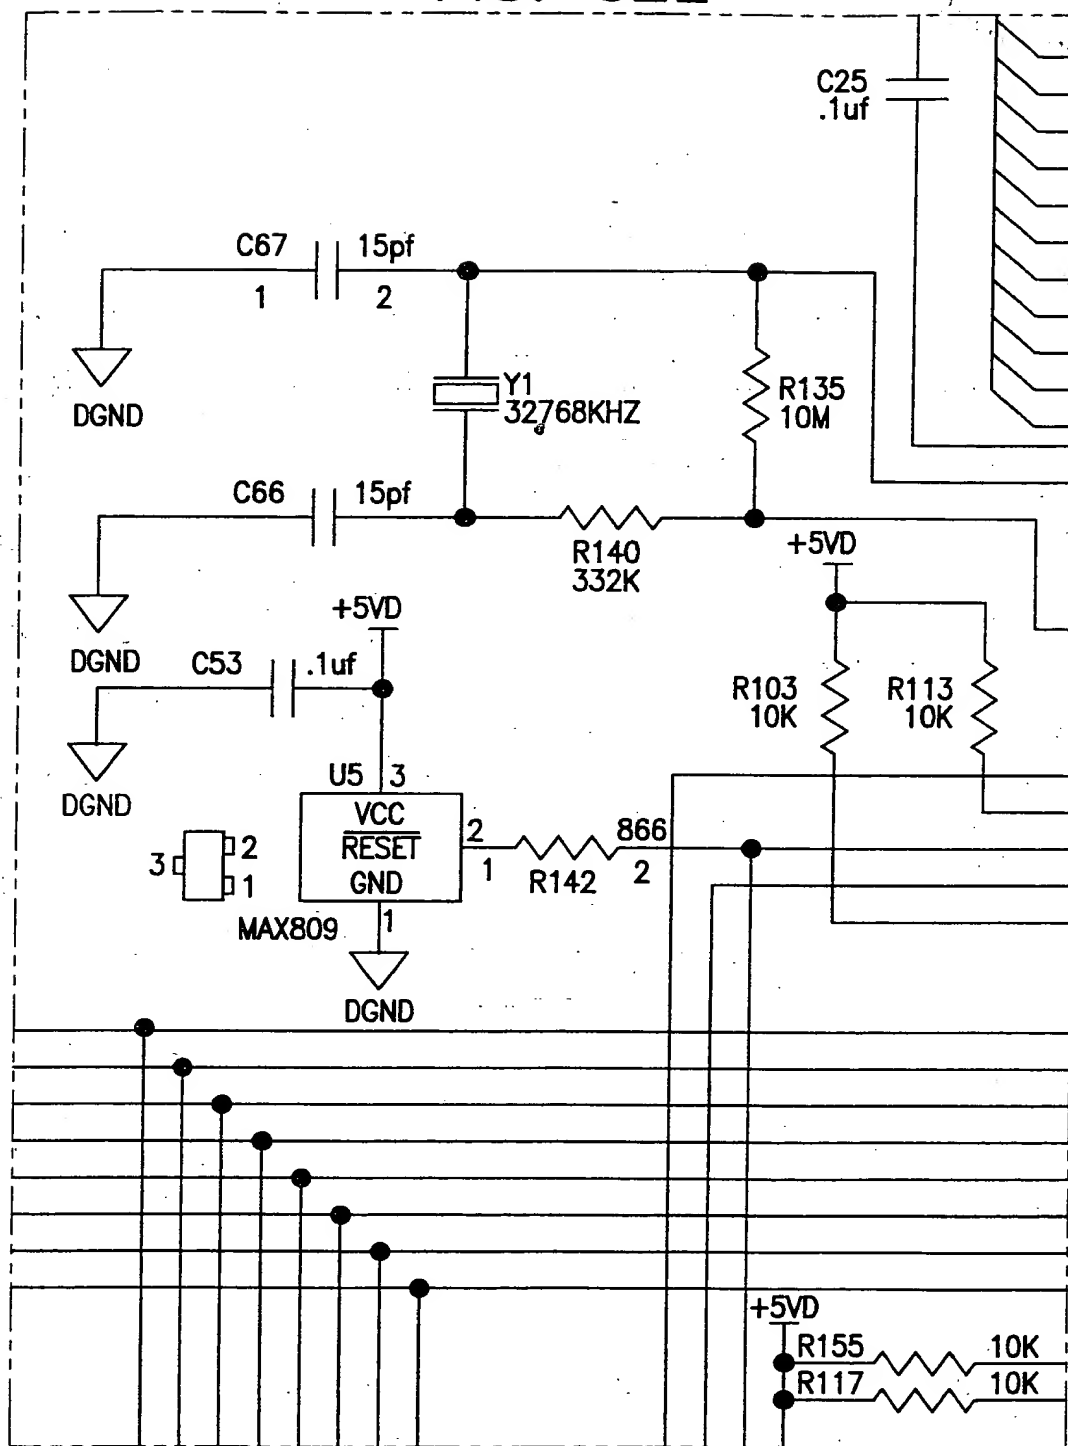 C25
.1uf
C67 15pf
1 2
DGND
Y1
32768KHZ
R135
10M
C66 15pf
R140
332K
DGND
+5VD
+5VD
C53 .1uf
R103
10K
R113
10K
DGND
U5 3
VCC
RESET
GND
2
1
866
R142 2
3 2
1
MAX809
1
DGND
+5VD
R155 10K
R117 10K